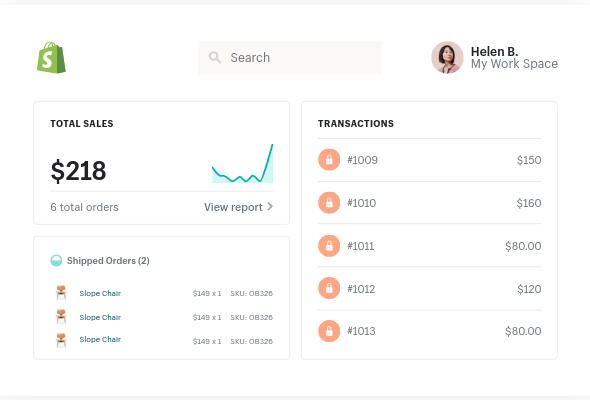 S
Search
Helen B.
My Work Space
TOTAL SALES
$218
6 total orders
View report
Shipped Orders (2)
Slope Chair $149 x 1 SKU: OB326
Slope Chair $149 x 1 SKU: OB326
Slope Chair $149 x 1 SKU: OB326
TRANSACTIONS
#1009 $150
#1010 $160
#1011 $80.00
#1012 $120
#1013 $80.00